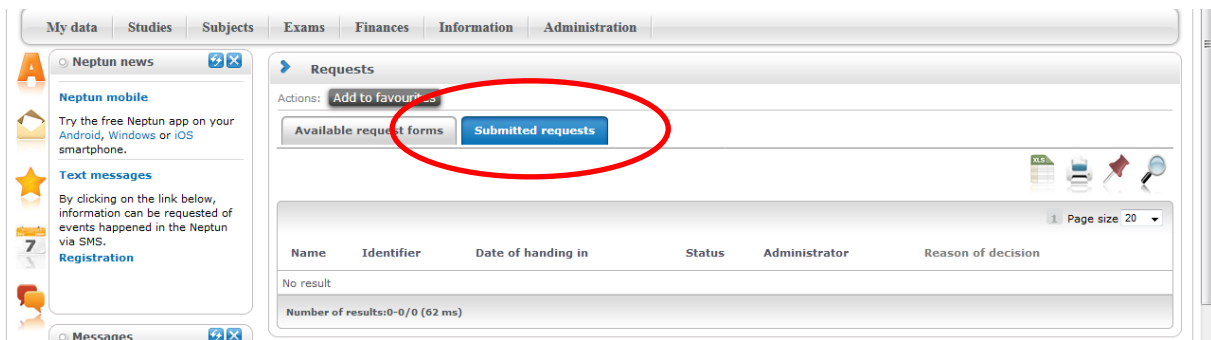 My data Studies Subjects Exams Finances Information Administration
Neptun news
Neptun mobile
Try the free Neptun app on your
Android, Windows or iOS
smartphone.
Text messages
By clicking on the link below,
information can be requested of
events happened in the Neptun
via SMS.
Registration
7
Messages
Requests
Actions: Add to favourites
Available request forms Submitted requests
XLS
1 Page size 20
Name Identifier Date of handing in Status Administrator Reason of decision
No result
Number of results:0-0/0 (62 ms)